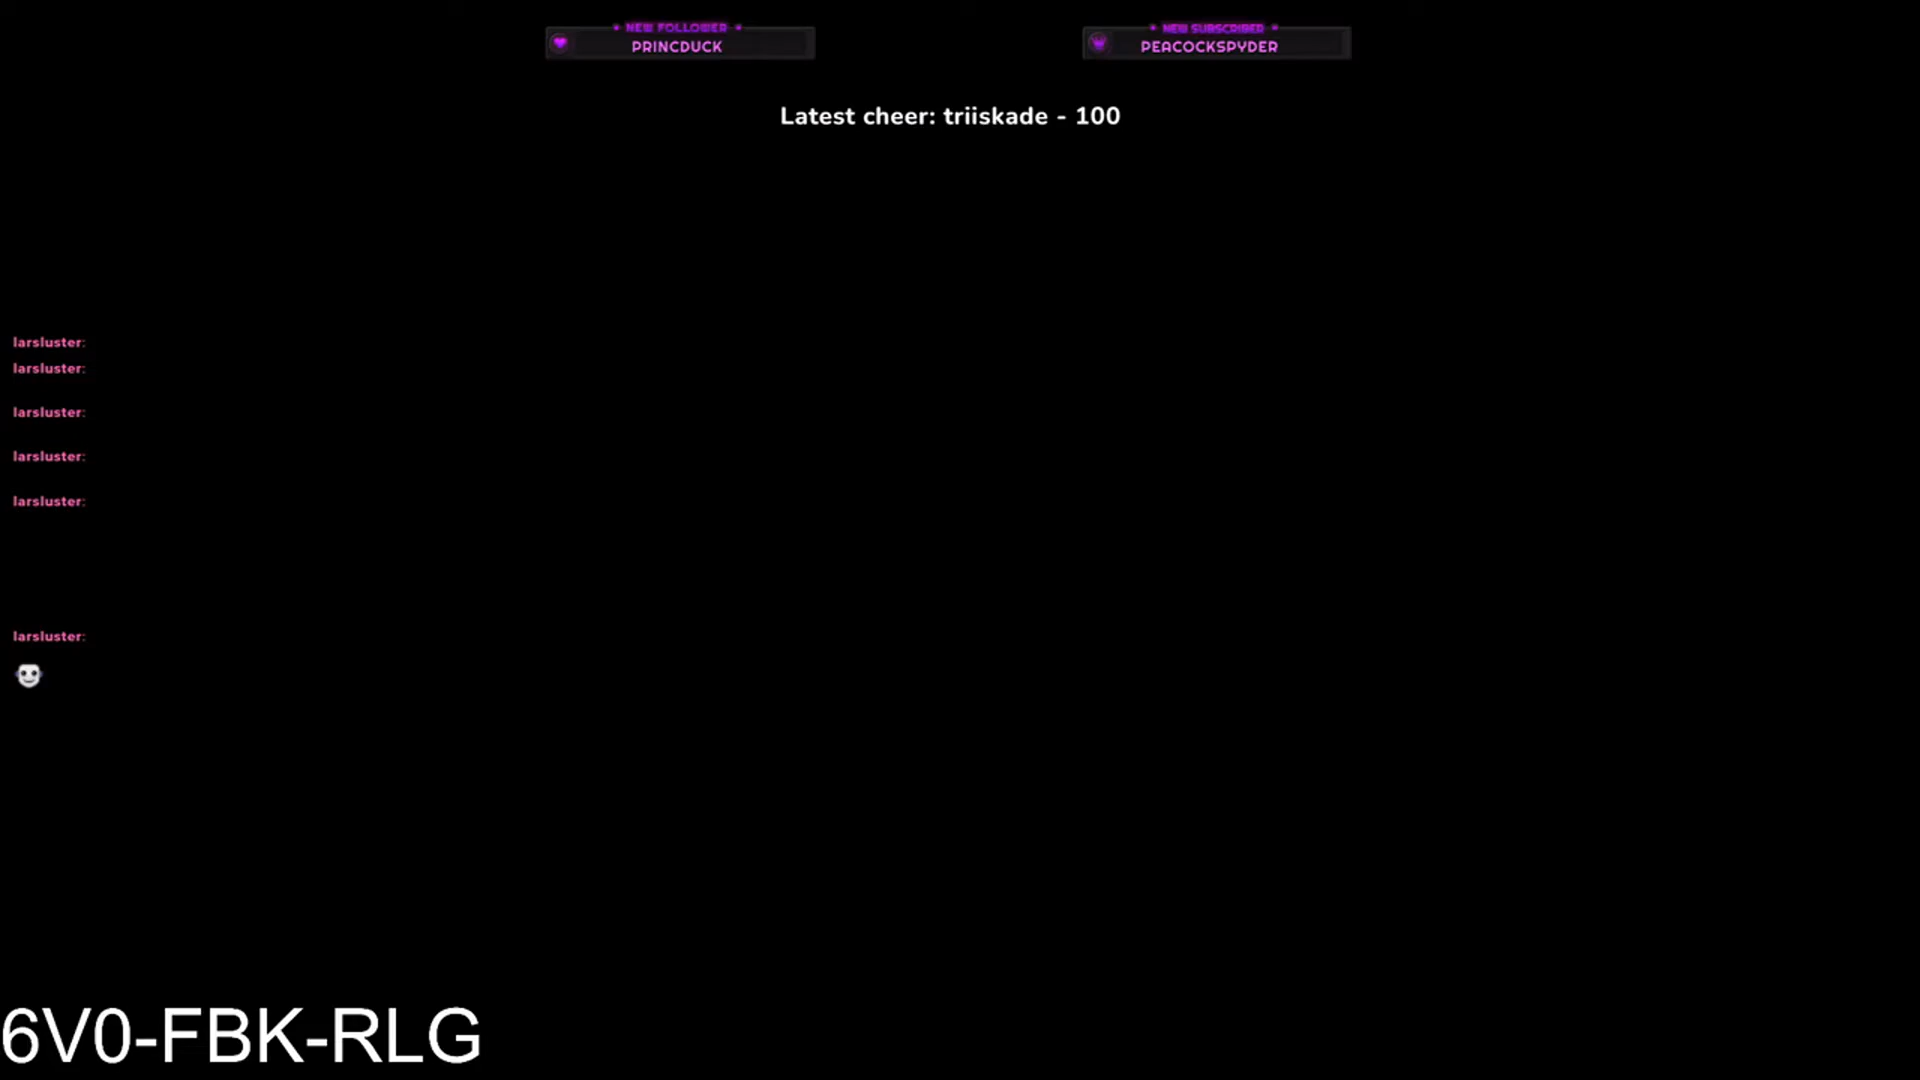 NEW FOLLOWER
PRINCDUCK
NEW SUBSCRIBER
PEACOCKSPYDER
Latest cheer: triiskade - 100
larsluster:
larsluster:
larsluster:
larsluster:
larsluster:
larsluster:
6V0-FBK-RLG